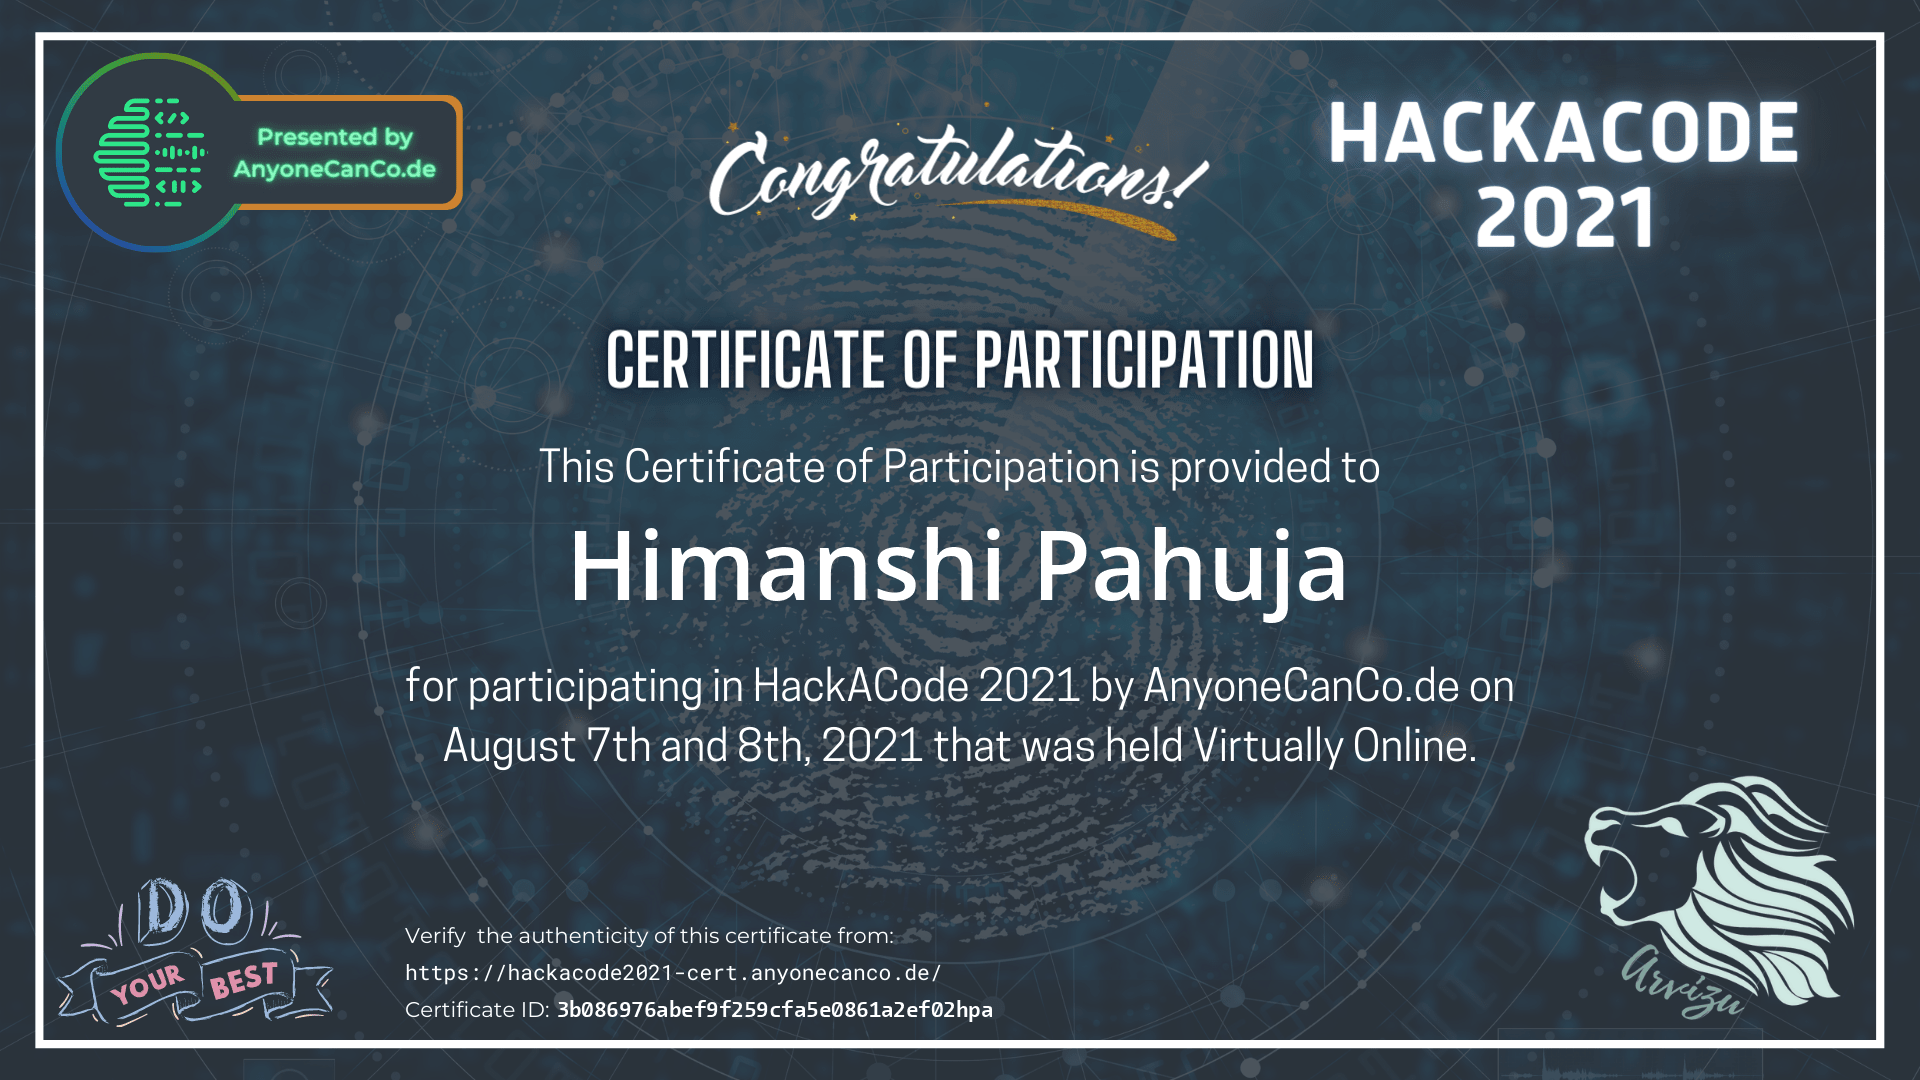 Presented by
AnyoneCanCo.de
Congratulations!
HACKACODE
2021
CERTIFICATE OF PARTICIPATION
This Certificate of Participation is provided to
Himanshi Pahuja
for participating in HackACode 2021 by AnyoneCanCo.de on
August 7th and 8th, 2021 that was held Virtually Online.
DO
YOUR BEST
Verify the authenticity of this certificate from:
https://hackacode2021-cert.anyonecanco.de/
Certificate ID: 3b086976abef9f259cfa5e0861a2ef02hpa
Arvizu